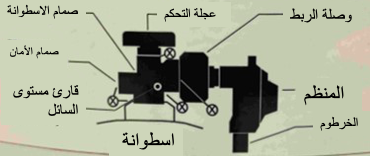 صمام الاسطوانة
عجلة التحكم
وصلة الربط
صمام الأمان
قارئ مستوى
السائل
المنظم
الخرطوم
اسطوانة